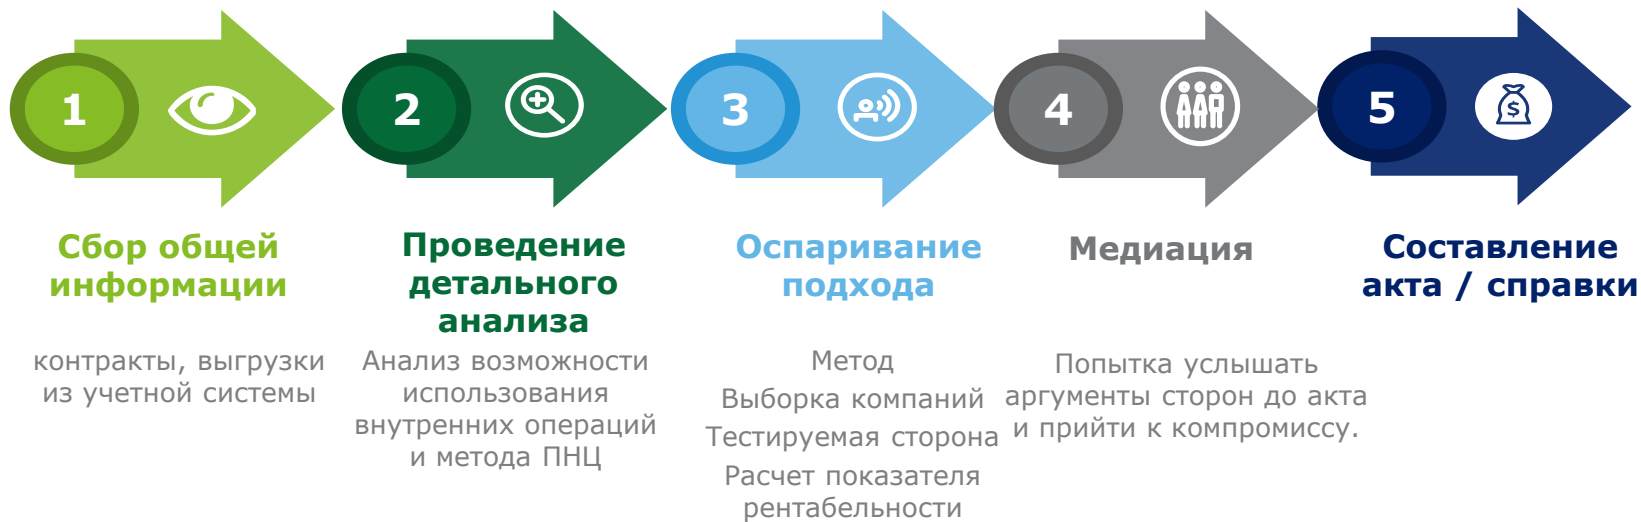 1
Сбор общей
информации
контракты, выгрузки
из учетной системы
2
Проведение
детального
анализа
Анализ возможности
использования
внутренних операций
и метода ПНЦ
3
Оспаривание
подхода
Метод
Выборка компаний
Тестируемая сторона
Расчет показателя
рентабельности
4
Медиация
Попытка услышать
аргументы сторон до акта
и прийти к компромиссу.
5
$
Составление
акта / справки